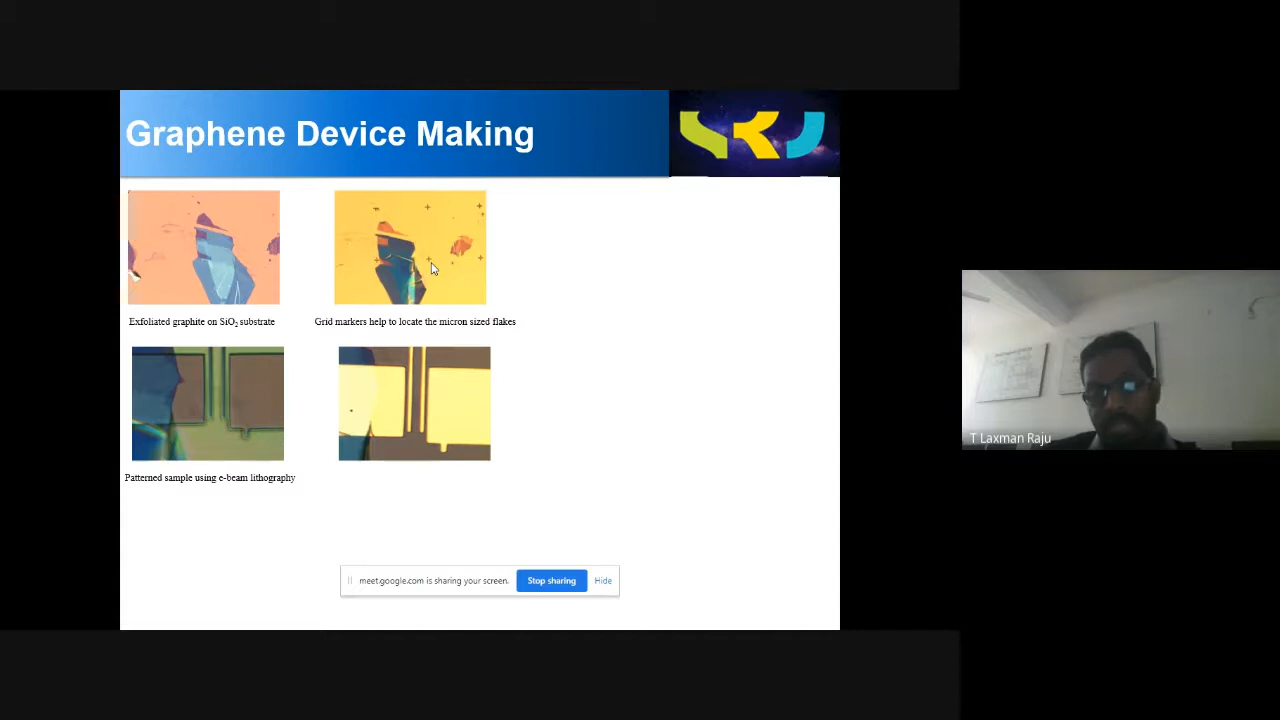 Graphene Device Making
SKJ
Exfoliated graphite on SiO₂ substrate
Grid markers help to locate the micron sized flakes
Patterned sample using e-beam lithography
meet.google.com is sharing your screen. Stop sharing Hide
T Laxman Raju